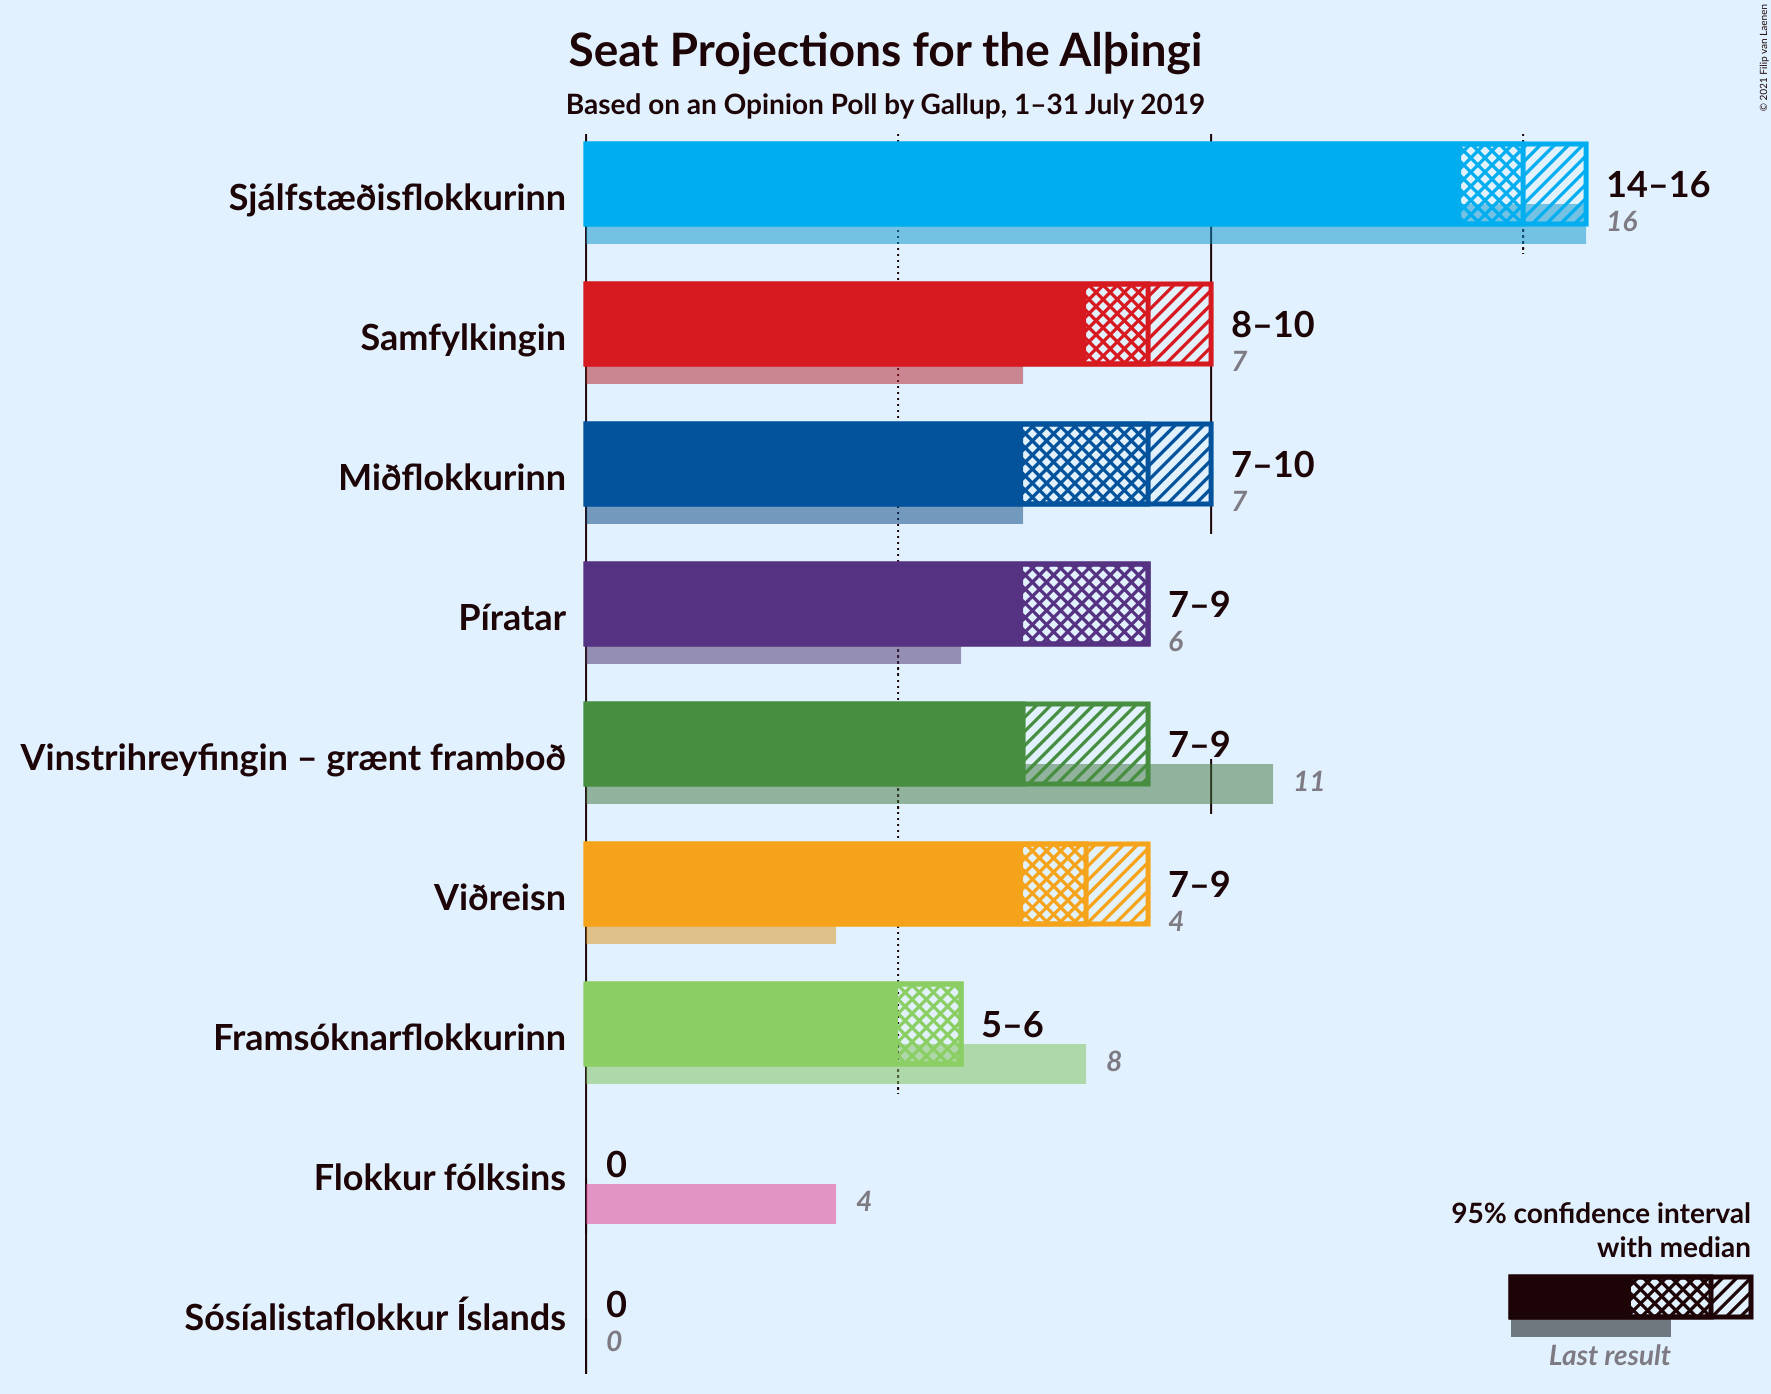 Seat Projections for the Alþingi
Based on an Opinion Poll by Gallup, 1–31 July 2019
© 2021 Filip van Laenen
Sjálfstæðisflokkurinn
14–16
16
Samfylkingin
8–10
7
Miðflokkurinn
7–10
7
Píratar
7–9
6
Vinstrihreyfingin – grænt framboð
7–9
11
Viðreisn
7–9
4
Framsóknarflokkurinn
5–6
8
Flokkur fólksins
0
4
Sósíalistaflokkur Íslands
0
0
95% confidence interval
with median
Last result